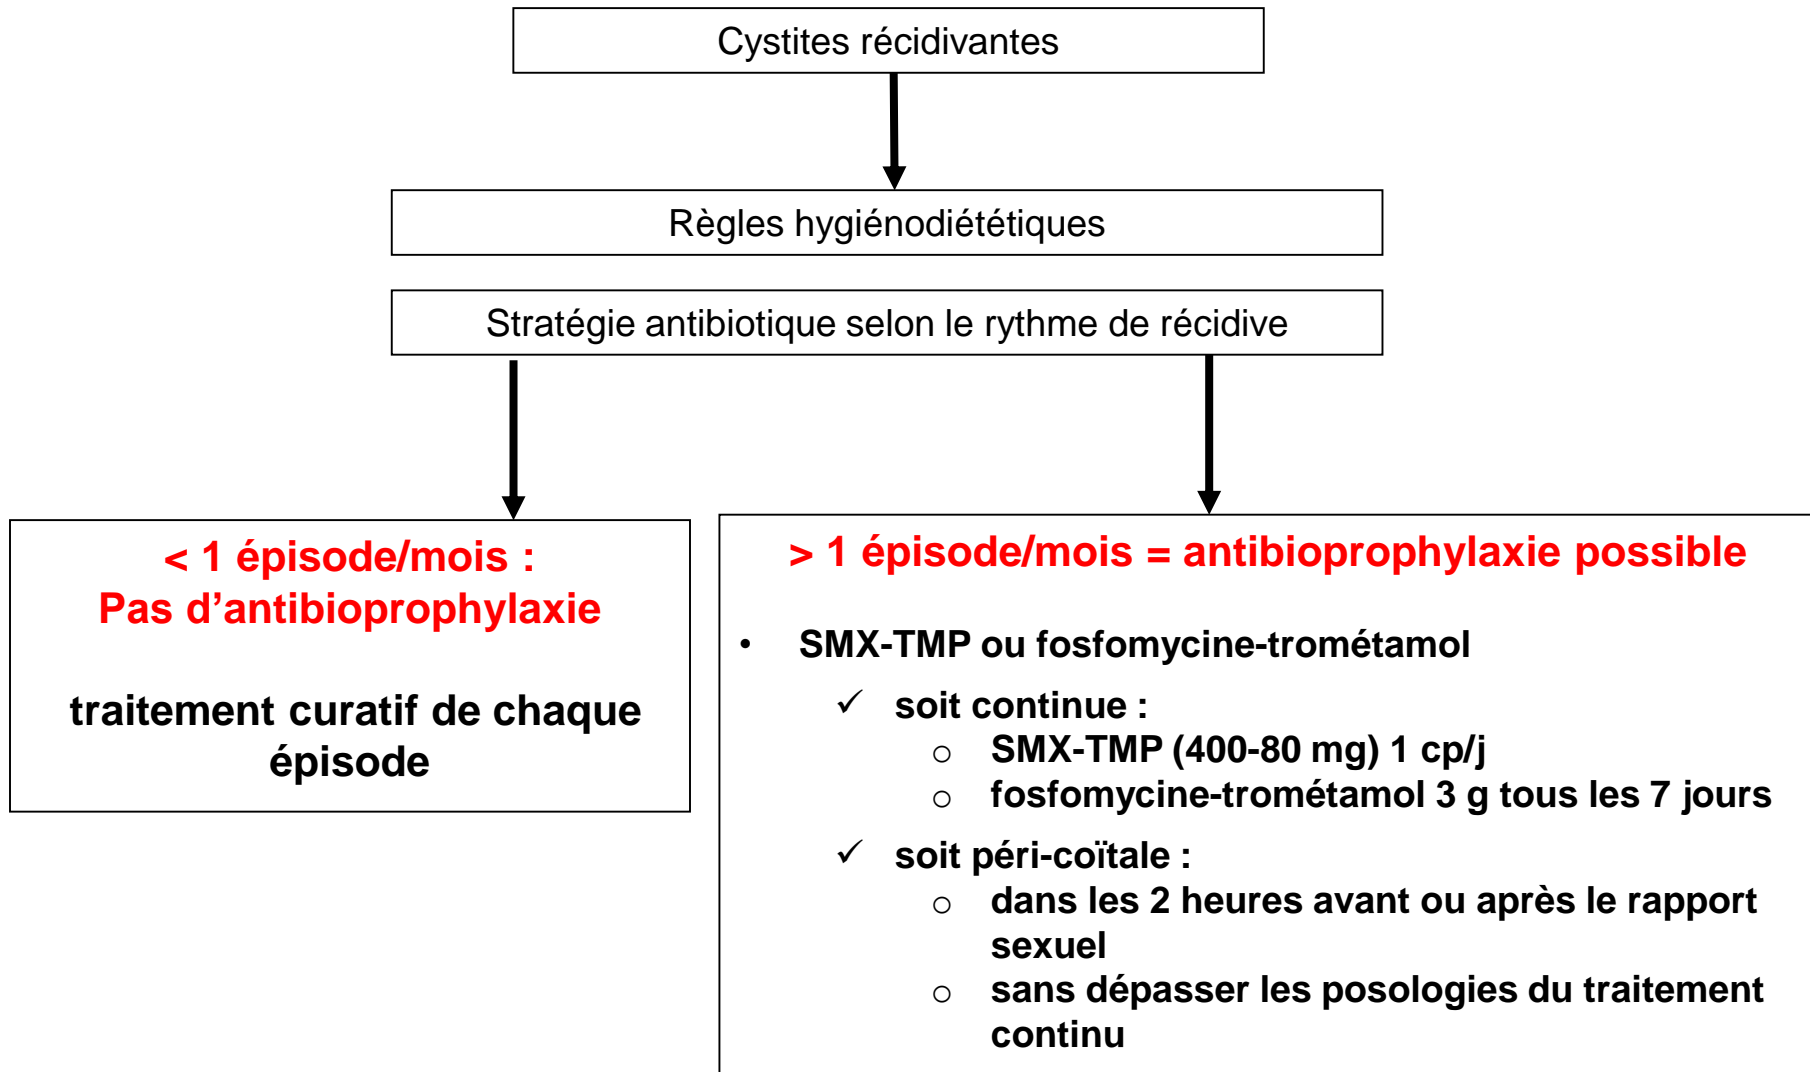 Cystites récidivantes
Règles hygiénodiététiques
Stratégie antibiotique selon le rythme de récidive
< 1 épisode/mois :
Pas d’antibioprophylaxie
traitement curatif de chaque
épisode
> 1 épisode/mois = antibioprophylaxie possible
• SMX-TMP ou fosfomycine-trométamol
✓ soit continue :
o SMX-TMP (400-80 mg) 1 cp/j
o fosfomycine-trométamol 3 g tous les 7 jours
✓ soit péri-coïtale :
o dans les 2 heures avant ou après le rapport
sexuel
o sans dépasser les posologies du traitement
continu